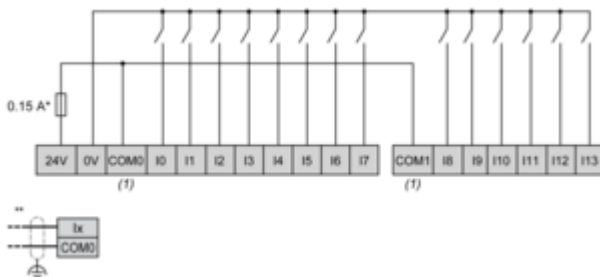 0.15 A*
24V 0V COM0 I0 I1 I2 I3 I4 I5 I6 I7 COM1 I8 I9 I10 I11 I12 I13
(1) (1)
**
Ix
COM0